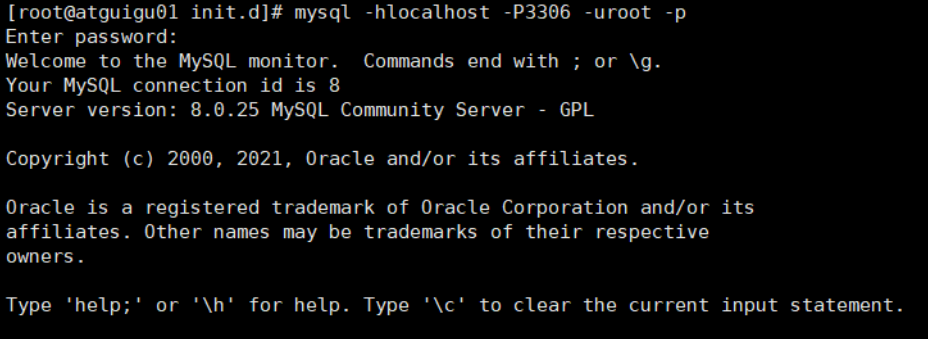 [root@atguigu01 init.d]# mysql -hlocalhost -P3306 -uroot -p
Enter password:
Welcome to the MySQL monitor.  Commands end with ; or \g.
Your MySQL connection id is 8
Server version: 8.0.25 MySQL Community Server - GPL
Copyright (c) 2000, 2021, Oracle and/or its affiliates.
Oracle is a registered trademark of Oracle Corporation and/or its
affiliates. Other names may be trademarks of their respective
owners.
Type 'help;' or '\h' for help. Type '\c' to clear the current input statement.